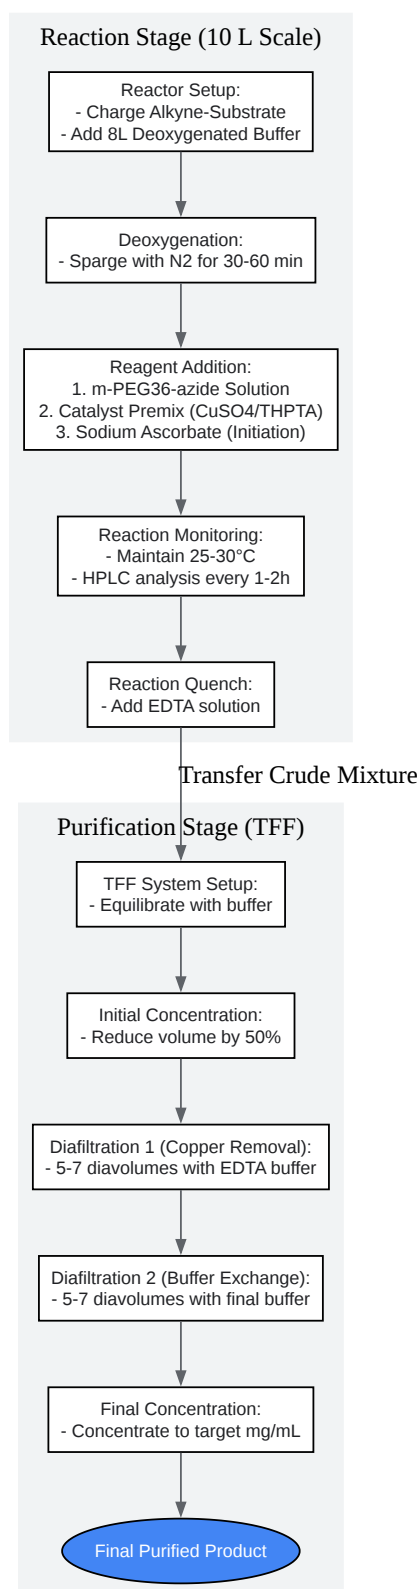 Reaction Stage (10 L Scale)
Reactor Setup:
- Charge Alkyne-Substrate
- Add 8L Deoxygenated Buffer
Deoxygenation:
- Sparge with N2 for 30-60 min
Reagent Addition:
1. m-PEG36-azide Solution
2. Catalyst Premix (CuSO4/THPTA)
3. Sodium Ascorbate (Initiation)
Reaction Monitoring:
- Maintain 25-30°C
- HPLC analysis every 1-2h
Reaction Quench:
- Add EDTA solution
Transfer Crude Mixture
Purification Stage (TFF)
TFF System Setup:
- Equilibrate with buffer
Initial Concentration:
- Reduce volume by 50%
Diafiltration 1 (Copper Removal):
- 5-7 diavolumes with EDTA buffer
Diafiltration 2 (Buffer Exchange):
- 5-7 diavolumes with final buffer
Final Concentration:
- Concentrate to target mg/mL
Final Purified Product